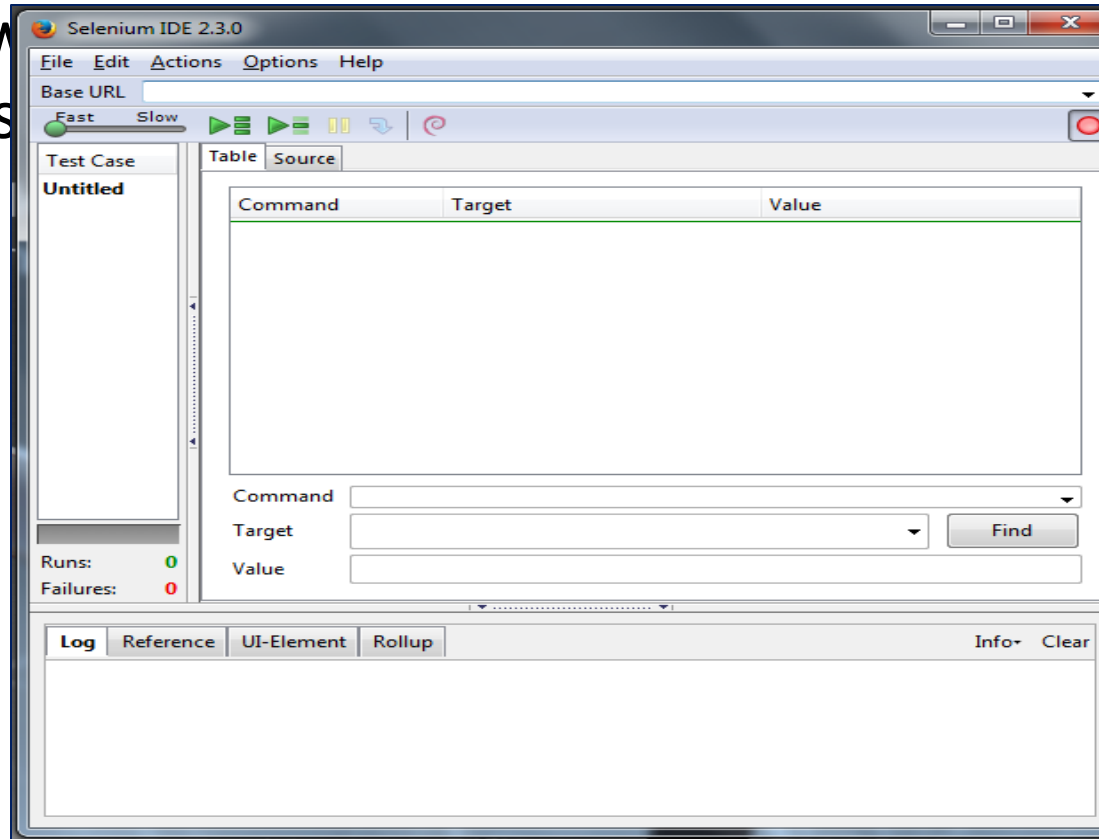 Selenium IDE 2.3.0
File Edit Actions Options Help
Base URL
Fast Slow
Test Case
Table Source
Untitled
Command Target Value
Command
Target Find
Value
Runs: 0
Failures: 0
Log Reference UI-Element Rollup Info Clear